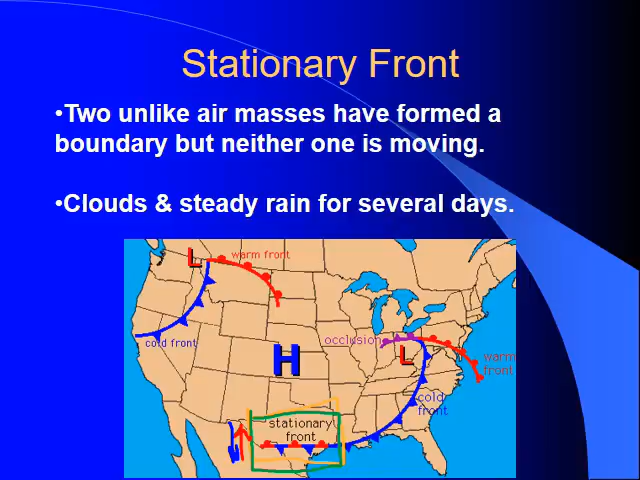 Stationary Front
•Two unlike air masses have formed a
boundary but neither one is moving.
•Clouds & steady rain for several days.
L
warm front
cold front
occlusion
H
L
warm
front
cold
front
stationary
front